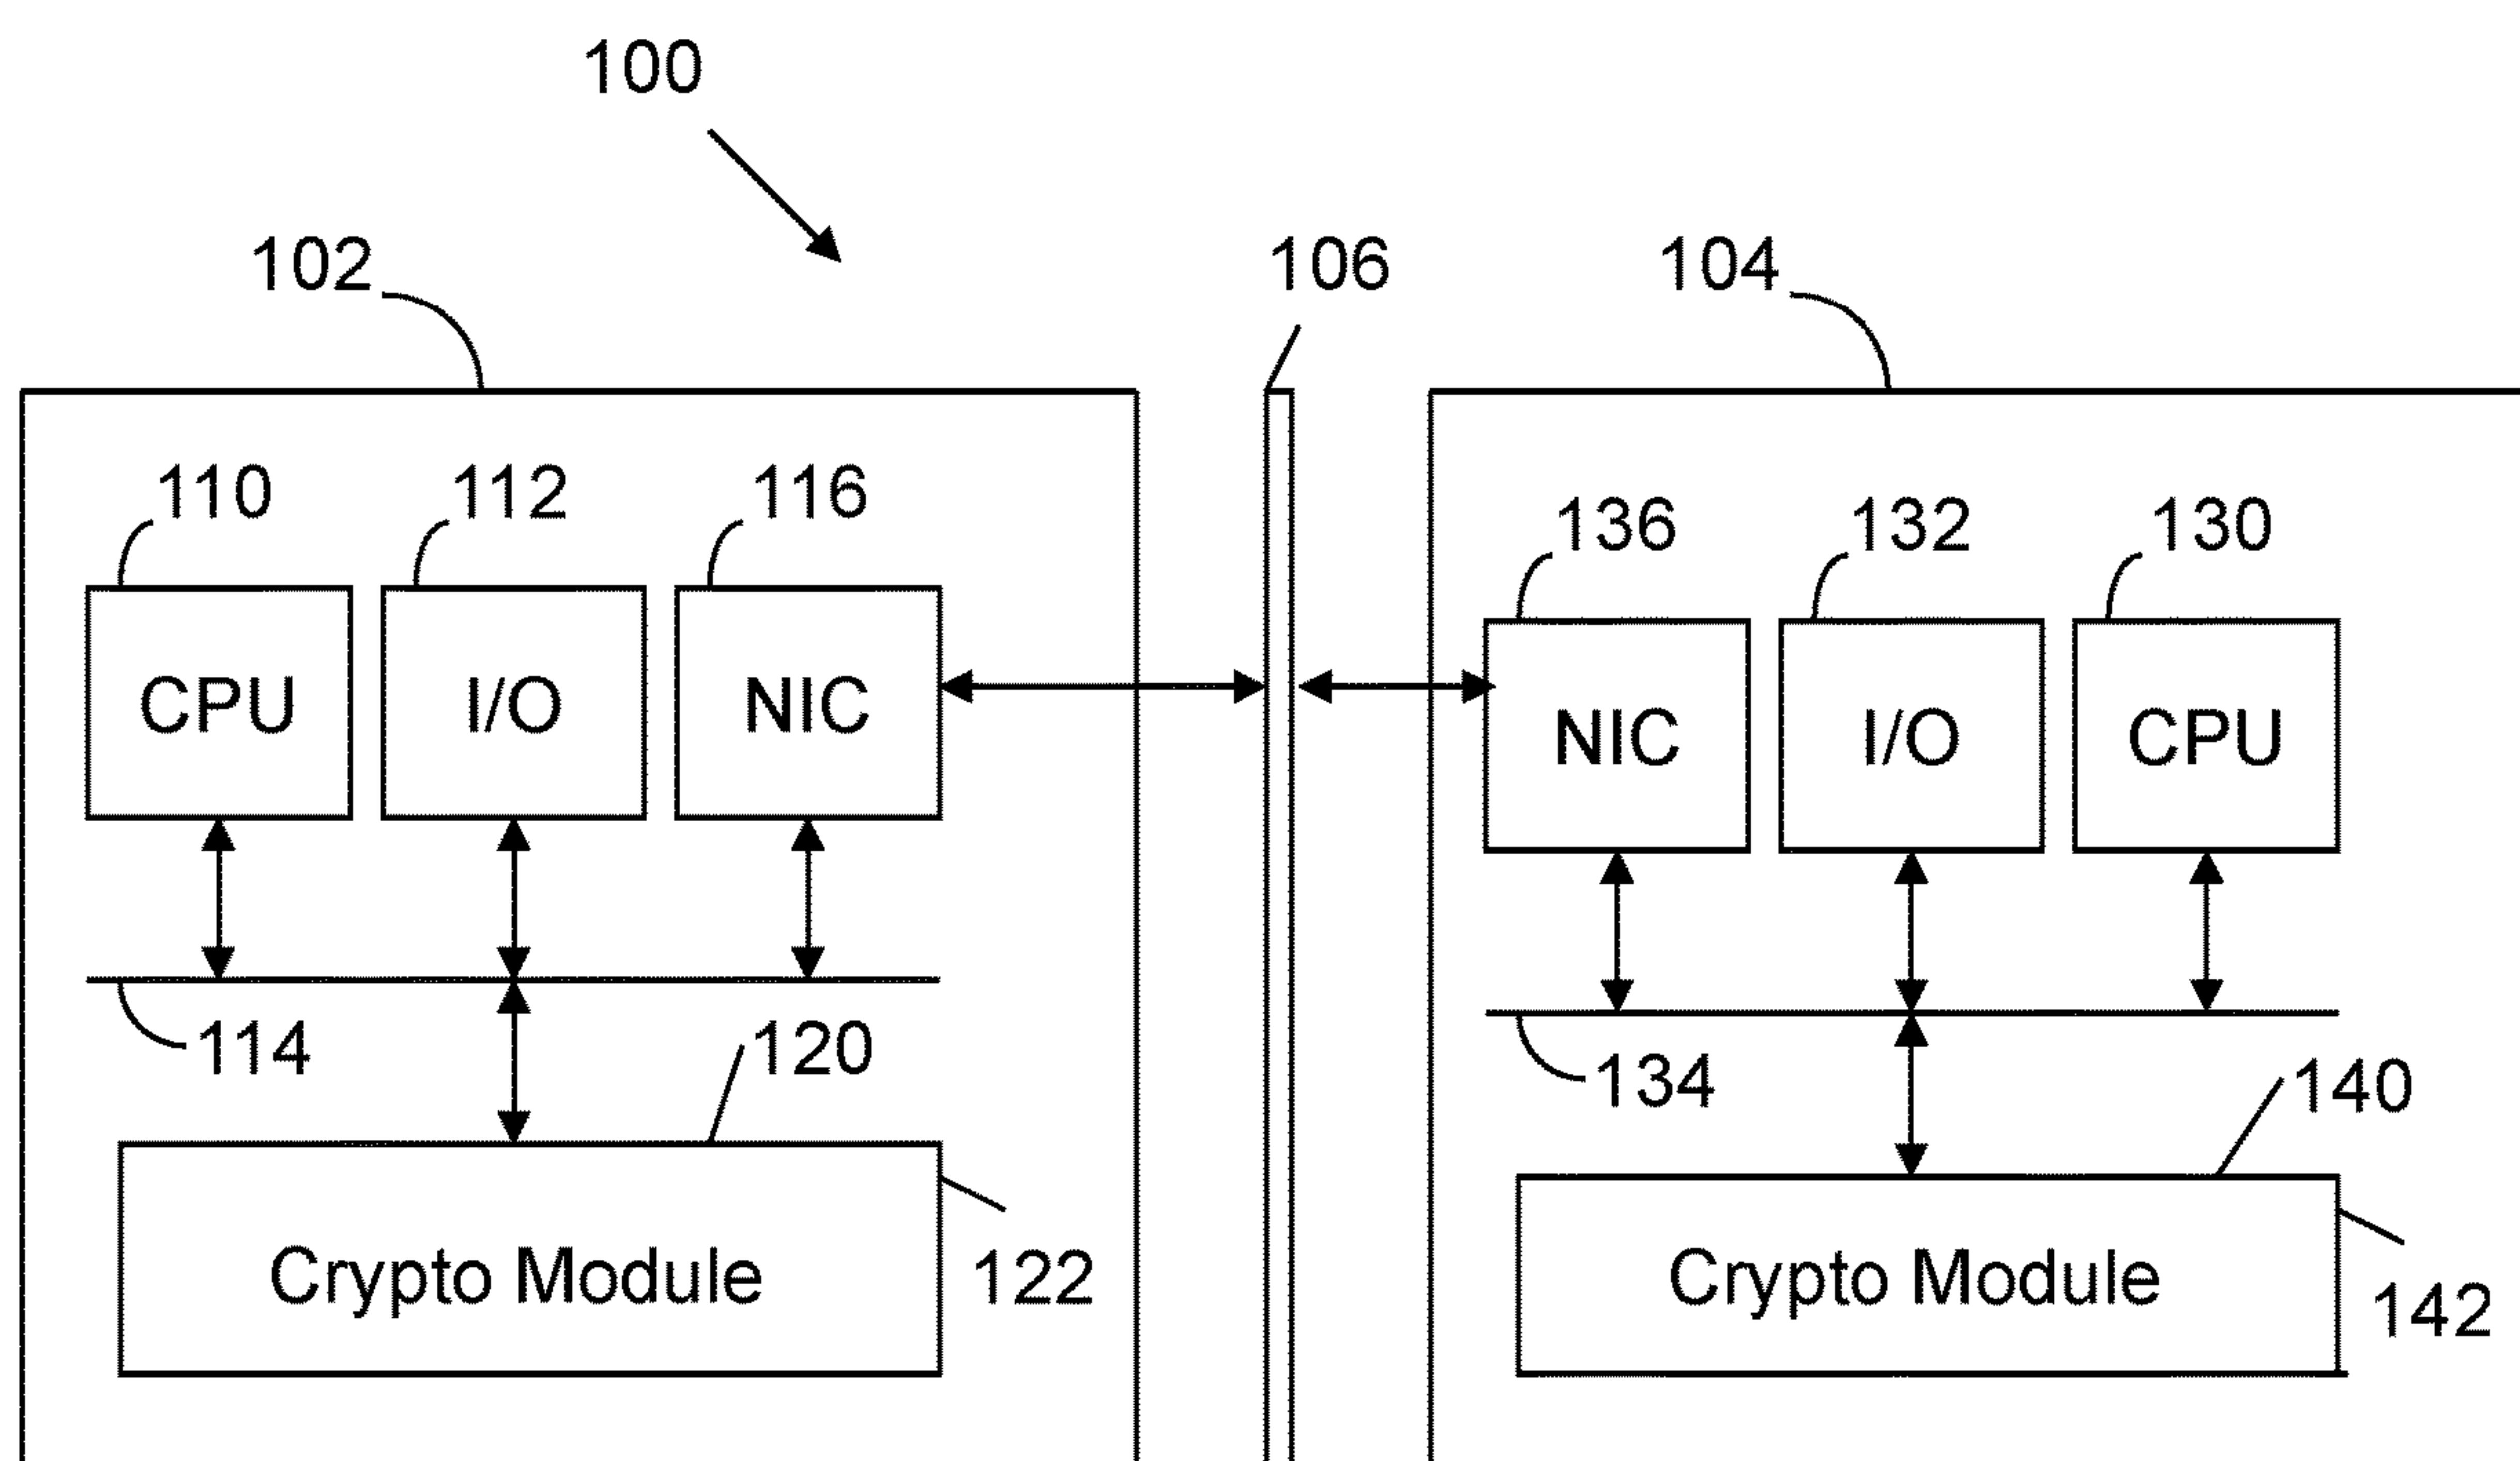 100
102 106 104
110 112 116
136 132 130
CPU I/O NIC
NIC I/O CPU
114 120
134 140
Crypto Module 122
Crypto Module 142